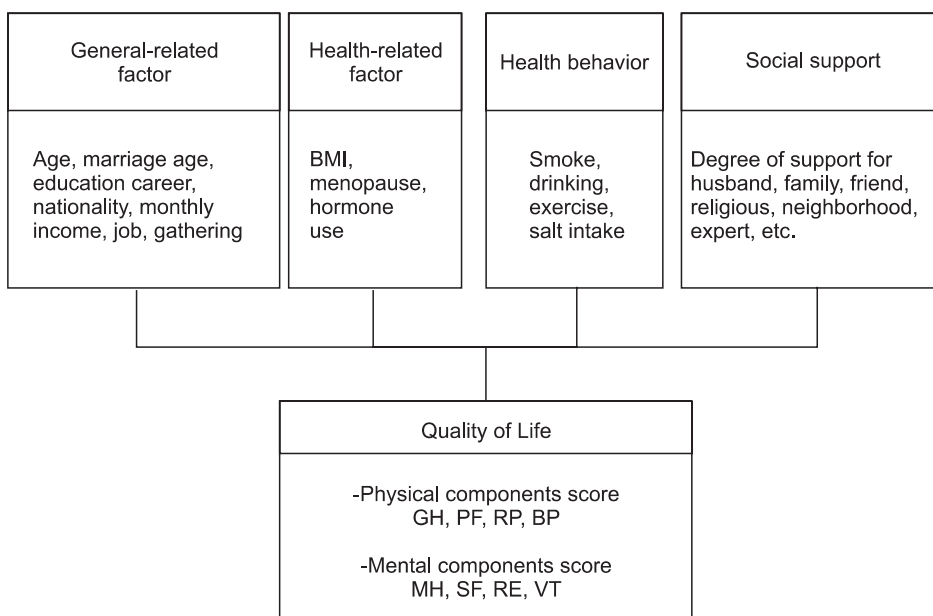 General-related
factor
Age, marriage age,
education career,
nationality, monthly
income, job, gathering
Health-related
factor
BMI,
menopause,
hormone
use
Health behavior
Smoke,
drinking,
exercise,
salt intake
Social support
Degree of support for
husband, family, friend,
religious, neighborhood,
expert, etc.
Quality of Life
-Physical components score
GH, PF, RP, BP
-Mental components score
MH, SF, RE, VT